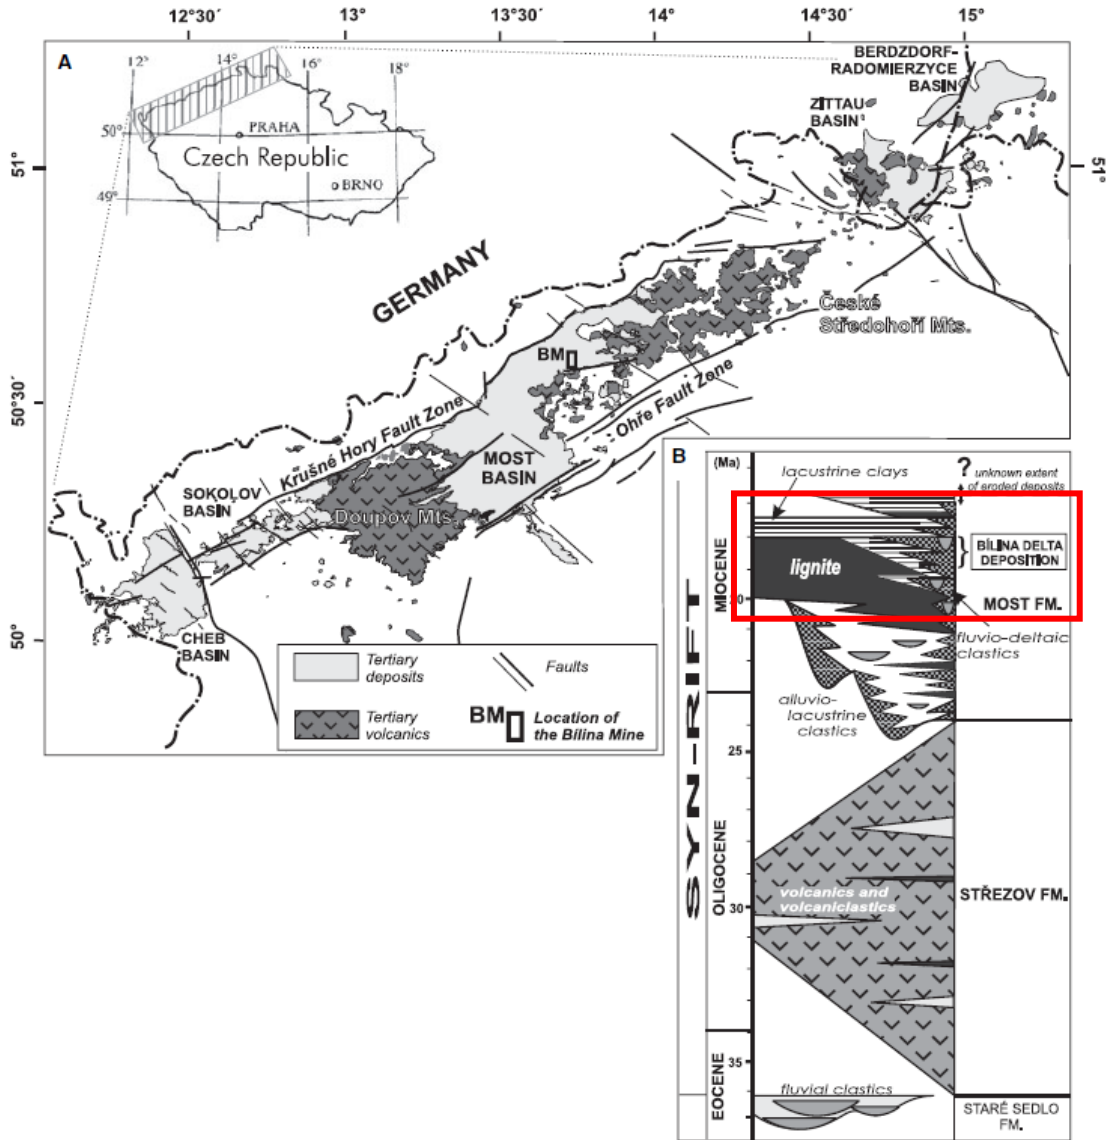 12°30´
13°
13°30´
14°
14°30´
15°
A
12°
14°
16°
18°
50°
PRAHA
Czech Republic
BRNO
49°
BERDZDORF-
RADOMIERZYCE
BASIN
ZITTAU
BASIN
51°
51°
GERMANY
České
Středohoří Mts.
BM
50°30´
Krušné Hory Fault Zone
Ohře Fault Zone
MOST
BASIN
SOKOLOV
BASIN
Doupov Mts.
50°
CHEB
BASIN
Tertiary
deposits
Faults
Tertiary
volcanics
BM
Location of
the Bílina Mine
B
(Ma)
lacustrine clays
?
unknown extent
of eroded deposits
BÍLINA DELTA
DEPOSITION
lignite
MIOCENE
20
MOST FM.
fluvio-deltaic
clastics
alluvio-
lacustrine
clastics
SYN-RIFT
25
OLIGOCENE
volcanics and
volcaniclastics
STŘEZOV FM.
30
35
EOCENE
fluvial clastics
STARÉ SEDLO
FM.